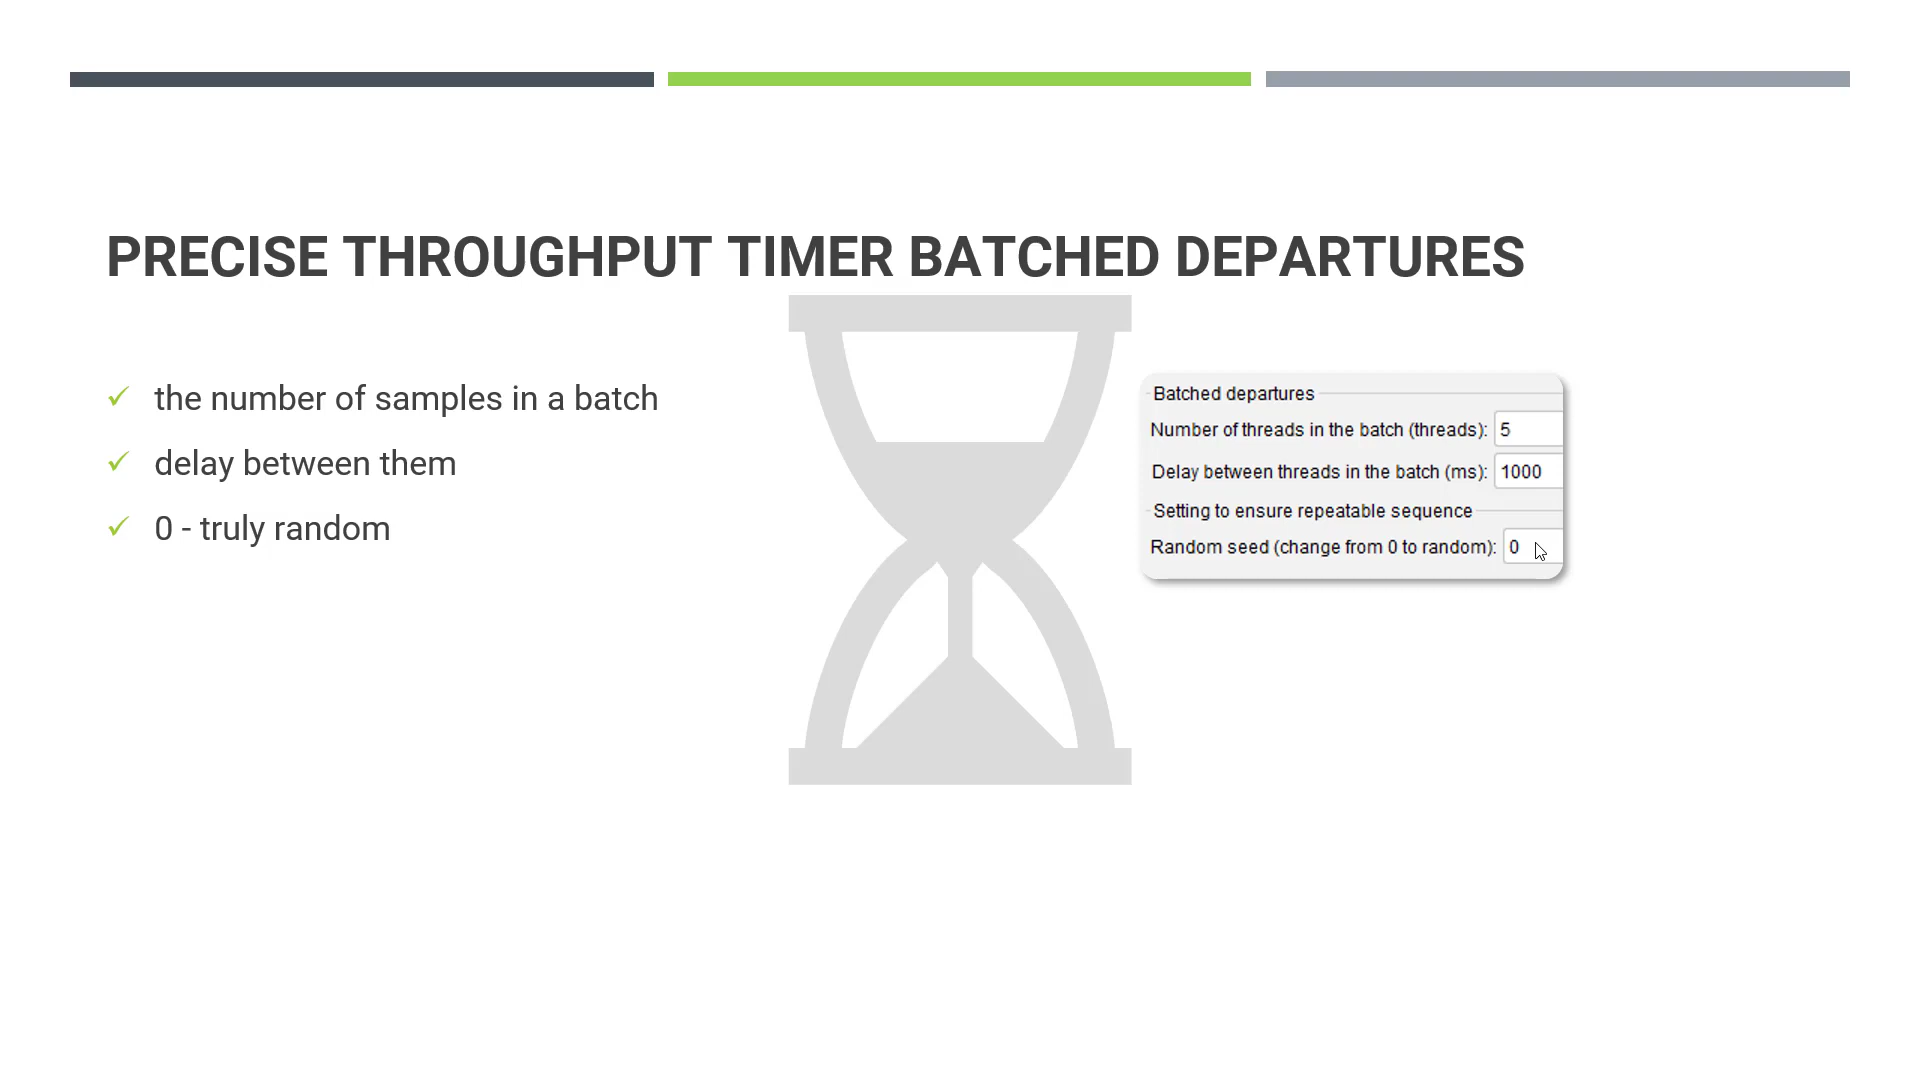 PRECISE THROUGHPUT TIMER BATCHED DEPARTURES
the number of samples in a batch
delay between them
0 - truly random
Batched departures
Number of threads in the batch (threads): 5
Delay between threads in the batch (ms): 1000
Setting to ensure repeatable sequence
Random seed (change from 0 to random): 0